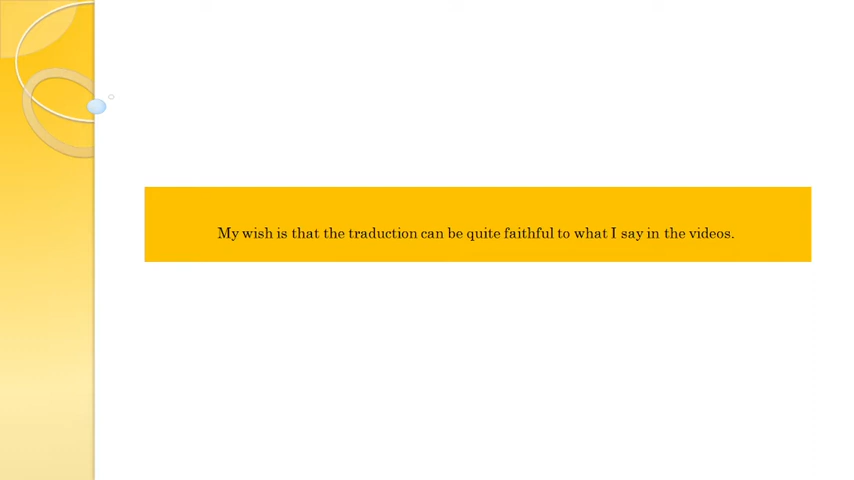 My wish is that the traduction can be quite faithful to what I say in the videos.